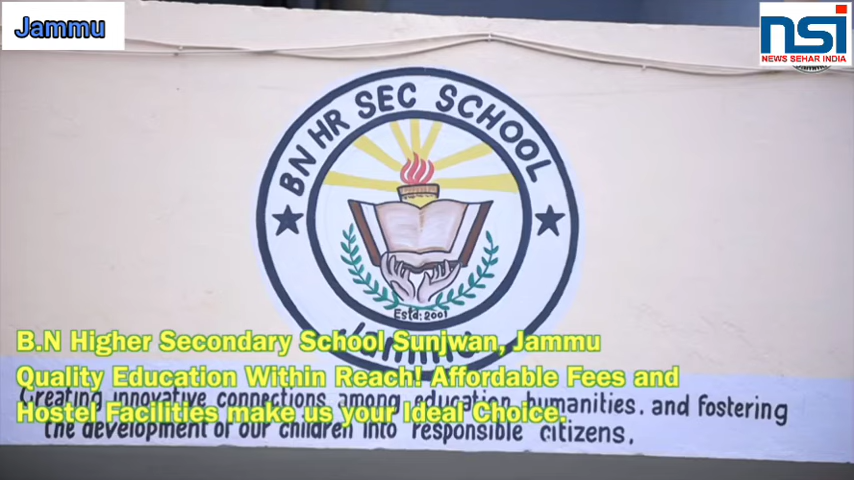 Jammu
nsi
NEWS SEHAR INDIA
BN HR SEC SCHOOL
Estd: 2001
Jammu
B.N Higher Secondary School Sunjwan, Jammu
Quality Education Within Reach! Affordable Fees and
Hostel Facilities make us your Ideal Choice.
Creating innovative connections among education, humanities. and fostering
the development of our children into responsible citizens.